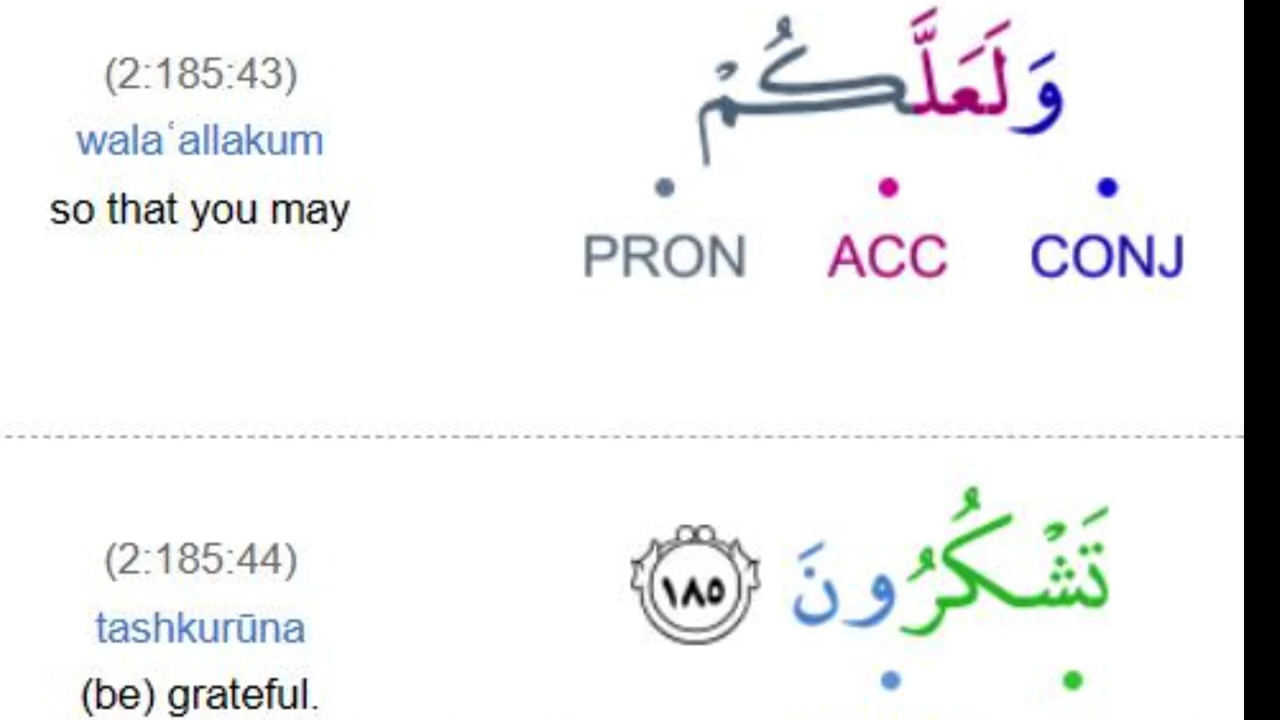 (2:185:43)
walaʿallakum
so that you may
وَلَعَلَّكُمْ
PRON ACC CONJ
(2:185:44)
tashkurūna
(be) grateful.
تَشْكُرُونَ ١٨٥